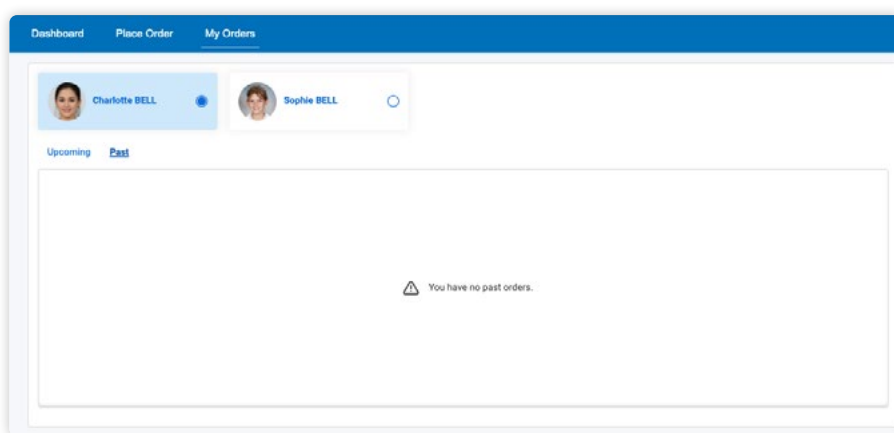 Dashboard Place Order My Orders
Charlotte BELL Sophie BELL
Upcoming Past
You have no past orders.